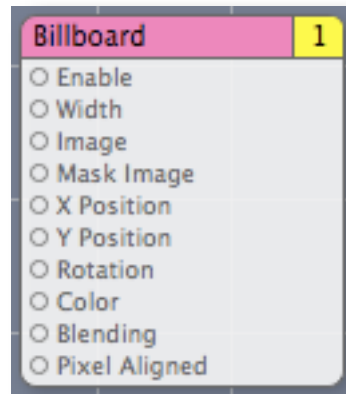 Billboard 1
Enable
Width
Image
Mask Image
X Position
Y Position
Rotation
Color
Blending
Pixel Aligned